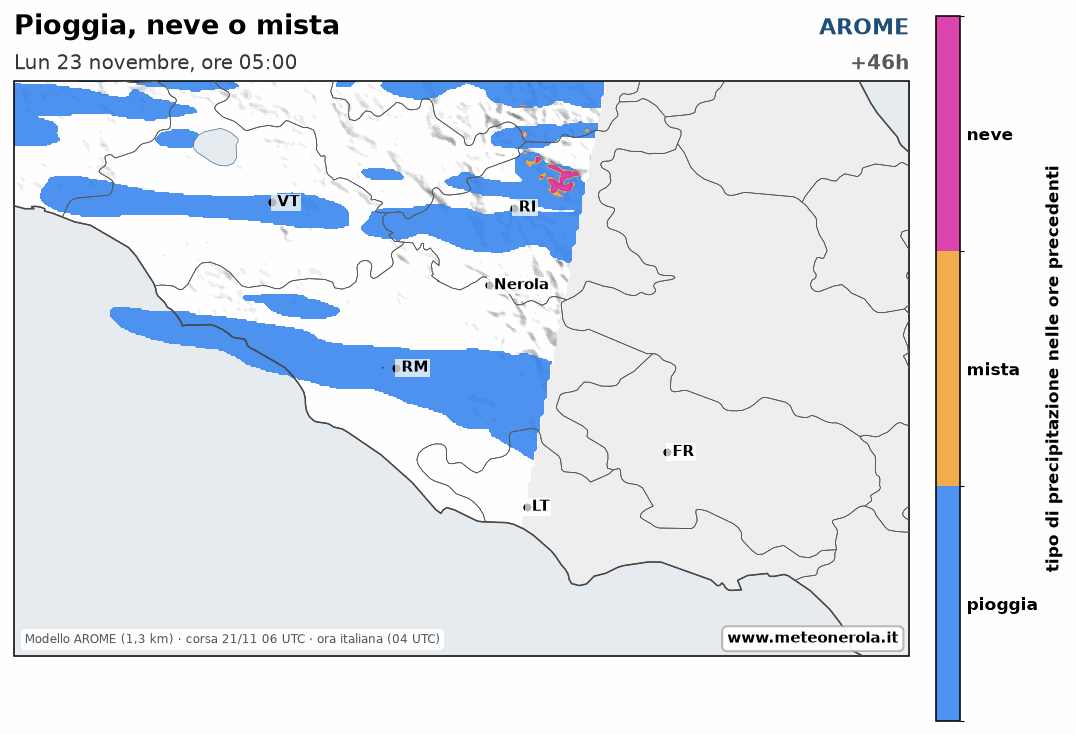 Pioggia, neve o mista
AROME
Lun 23 novembre, ore 05:00
+46h
neve
mista
pioggia
tipo di precipitazione nelle ore precedenti
VT
RI
Nerola
RM
FR
LT
Modello AROME (1,3 km) · corsa 21/11 06 UTC · ora italiana (04 UTC)
www.meteonerola.it